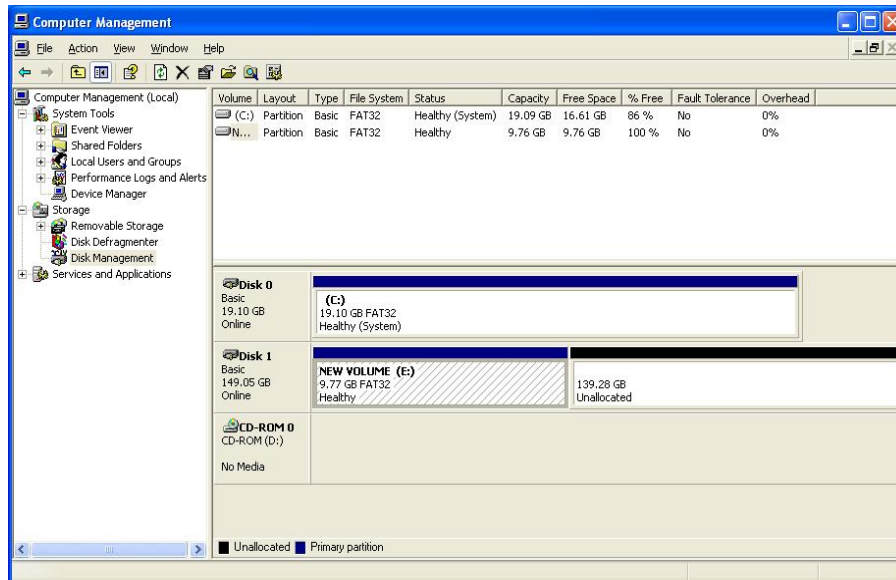 Computer Management
File Action View Window Help
Computer Management (Local)
System Tools
Event Viewer
Shared Folders
Local Users and Groups
Performance Logs and Alerts
Device Manager
Storage
Removable Storage
Disk Defragmenter
Disk Management
Services and Applications
Volume Layout Type File System Status Capacity Free Space % Free Fault Tolerance Overhead
(C:) Partition Basic FAT32 Healthy (System) 19.09 GB 16.61 GB 86 % No 0%
N... Partition Basic FAT32 Healthy 9.76 GB 9.76 GB 100 % No 0%
Disk 0
Basic
19.10 GB
Online
(C:)
19.10 GB FAT32
Healthy (System)
Disk 1
Basic
149.05 GB
Online
NEW VOLUME (E:)
9.77 GB FAT32
Healthy
139.28 GB
Unallocated
CD-ROM 0
CD-ROM (D:)
No Media
Unallocated Primary partition